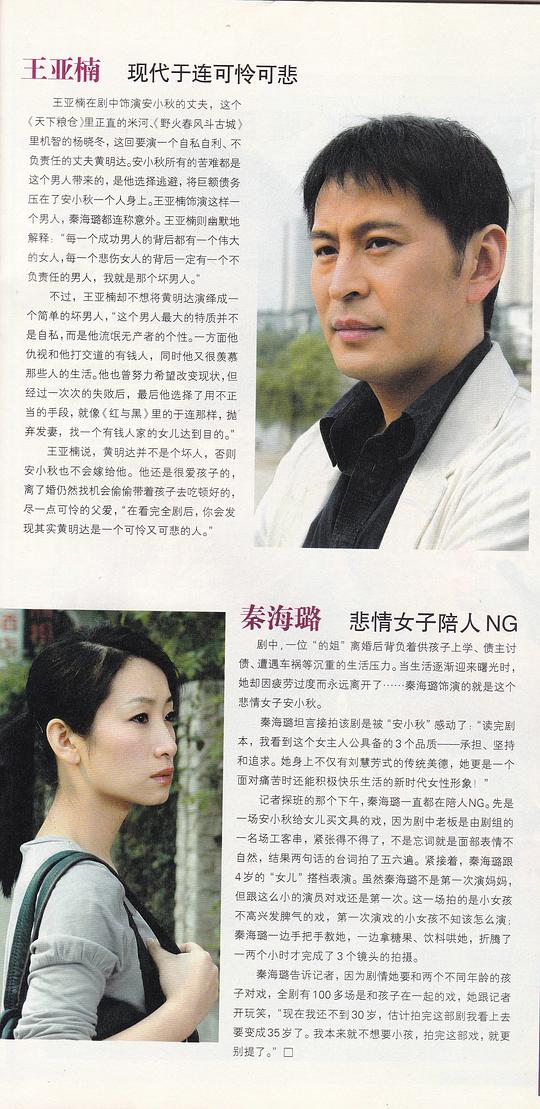 王亚楠 现代于连可怜可悲
王亚楠在剧中饰演安小秋的丈夫，这个
《天下粮仓》里正直的米河、《野火春风斗古城》
里机智的杨晓冬，这回要演一个自私自利、不
负责任的丈夫黄明达。安小秋所有的苦难都是
这个男人带来的，是他选择逃避，将巨额债务
压在了安小秋一个人身上。王亚楠饰演这样一
个男人，秦海璐都连称意外。王亚楠则幽默地
解释：“每一个成功男人的背后都有一个伟大
的女人，每一个悲伤女人的背后一定有一个不
负责任的男人，我就是那个坏男人。”
不过，王亚楠却不想将黄明达演绎成一
个简单的坏男人，“这个男人最大的特质并不
是自私，而是他流氓无产者的个性。一方面他
仇视和他打交道的有钱人，同时他又很羡慕
那些人的生活。他也曾努力希望改变现状，但
经过一次次的失败后，最后他选择了用不正
当的手段，就像《红与黑》里的于连那样，抛
弃发妻，找一个有钱人家的女儿达到目的。”
王亚楠说，黄明达并不是个坏人，否则
安小秋也不会嫁给他。他还是很爱孩子的，
离了婚仍然找机会偷偷带着孩子去吃顿好的，
尽一点可怜的父爱，“在看完全剧后，你会发
现其实黄明达是一个可怜又可悲的人。”
秦海璐 悲情女子陪人NG
剧中，一位“的姐”离婚后背负着供孩子上学、债主讨
债、遭遇车祸等沉重的生活压力。当生活逐渐迎来曙光时，
她却因疲劳过度而永远离开了……秦海璐饰演的就是这个
悲情女子安小秋。
秦海璐坦言接拍该剧是被“安小秋”感动了：“读完剧
本，我看到这个女主人公具备的3个品质——承担、坚持
和追求。她身上不仅有刘慧芳式的传统美德，她更是一个
面对痛苦时还能积极快乐生活的新时代女性形象！”
记者探班的那个下午，秦海璐一直都在陪人NG。先是
一场安小秋给女儿买文具的戏，因为剧中老板是由剧组的
一名场工客串，紧张得不得了，不是忘词就是面部表情不
自然，结果两句话的台词拍了五六遍。紧接着，秦海璐跟
4岁的“女儿”搭档表演。虽然秦海璐不是第一次演妈妈，
但跟这么小的演员对戏还是第一次。这一场拍的是小女孩
不高兴发脾气的戏，第一次演戏的小女孩不知该怎么演；
秦海璐一边手把手教她，一边拿糖果、饮料哄她，折腾了
一两个小时才完成了3个镜头的拍摄。
秦海璐告诉记者，因为剧情她要和两个不同年龄的孩
子对戏，全剧有100多场是和孩子在一起的戏，她跟记者
开玩笑，“现在我还不到30岁，估计拍完这部剧我看上去
要变成35岁了。我本来就不想要小孩，拍完这部戏，就更
别提了。”□